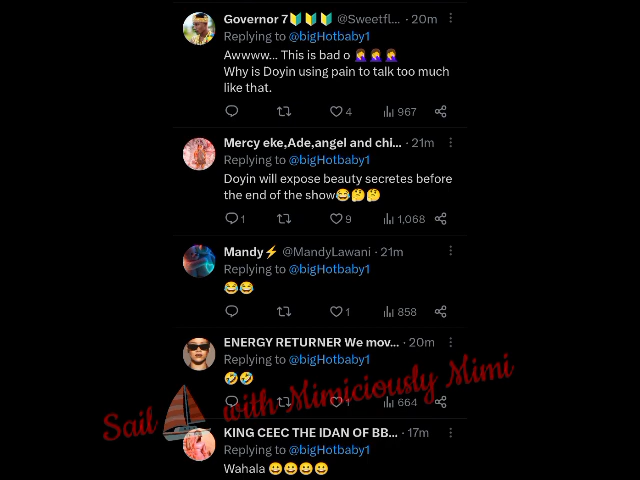 Governor 7🔰🔰🔰 @Sweetfl... · 20m
Replying to @bigHotbaby1
Awwww... This is bad o 🤦‍♀️🤦‍♀️🤦‍♀️
Why is Doyin using pain to talk too much
like that.
4 967
Mercy eke,Ade,angel and chi... · 21m
Replying to @bigHotbaby1
Doyin will expose beauty secretes before
the end of the show😂🤔🤔
1 9 1,068
Mandy⚡ @MandyLawani · 21m
Replying to @bigHotbaby1
😂😂
1 858
ENERGY RETURNER We mov... · 20m
Replying to @bigHotbaby1
🤣🤣
1 664
Sail with Mimiciously Mimi
KING CEEC THE IDAN OF BB... · 17m
Replying to @bigHotbaby1
Wahala 😀😀😀😀